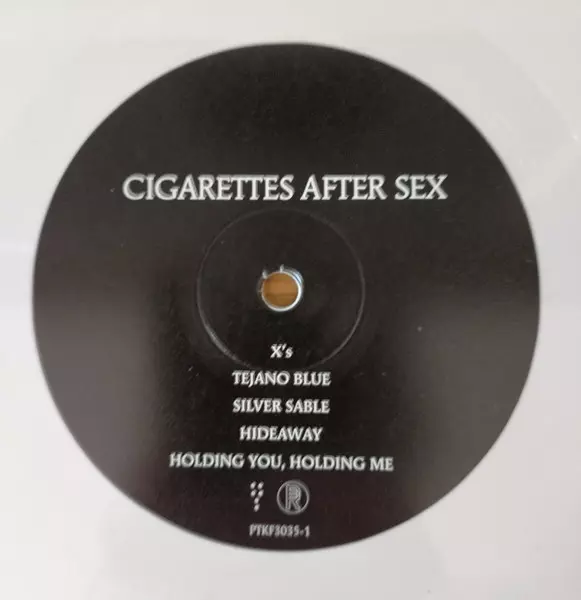 CIGARETTES AFTER SEX
X's
TEJANO BLUE
SILVER SABLE
HIDEAWAY
HOLDING YOU, HOLDING ME
PTKF3035-1